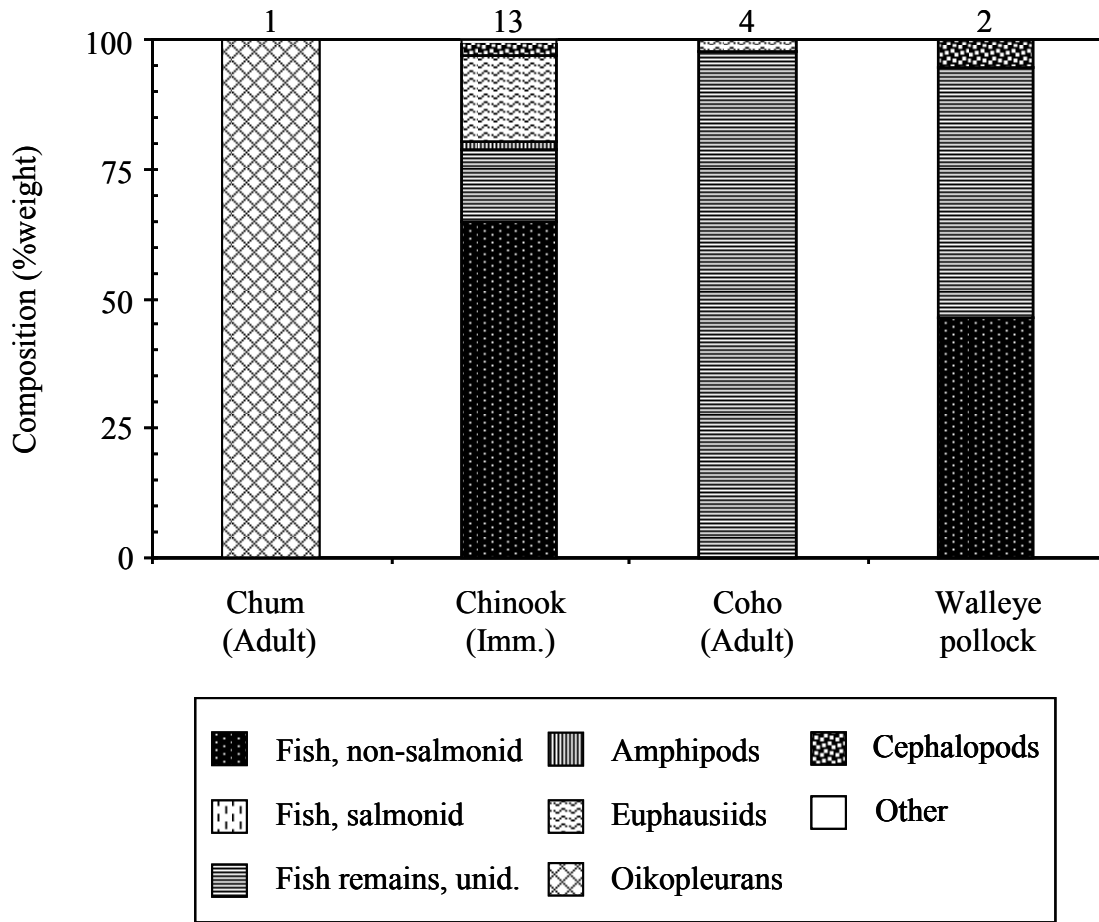 1 13 4 2
100
75
50
25
0
Composition (%weight)
Chum Chinook Coho Walleye
(Adult) (Imm.) (Adult) pollock
Fish, non-salmonid Amphipods Cephalopods
Fish, salmonid Euphausiids Other
Fish remains, unid. Oikopleurans